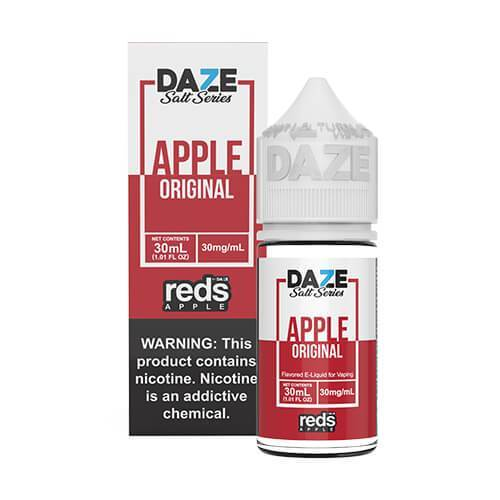 DAZE
Salt Series
APPLE
ORIGINAL
NET CONTENTS
30mL
(1.01 FL OZ)
30mg/mL
reds
APPLE
WARNING: This
product contains
nicotine. Nicotine
is an addictive
chemical.
DAZE
DAZE
Salt Series
APPLE
ORIGINAL
Flavored E-Liquid for Vaping
NET CONTENTS
30mL
(1.01 FL OZ)
30mg/mL
reds
APPLE